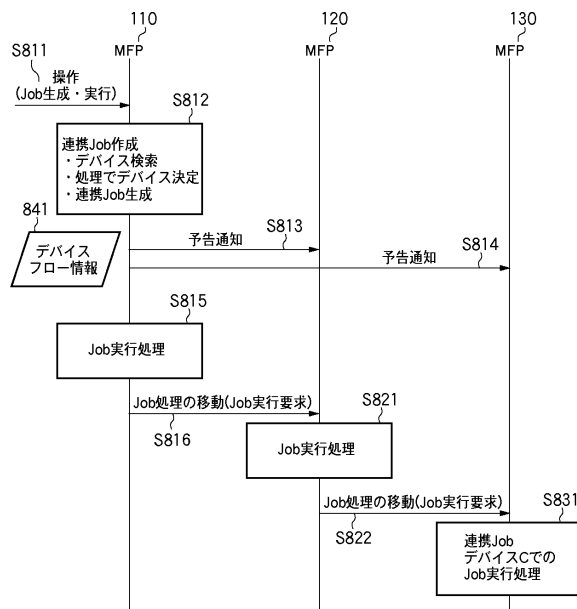 110
120
130
MFP
MFP
MFP
S811
操作
(Job生成・実行)
S812
連携Job作成
・デバイス検索
・処理でデバイス決定
・連携Job生成
841
デバイス
フロー情報
予告通知
S813
予告通知
S814
S815
Job実行処理
Job処理の移動(Job実行要求)
S816
S821
Job実行処理
Job処理の移動(Job実行要求)
S822
S831
連携Job
デバイスCでの
Job実行処理